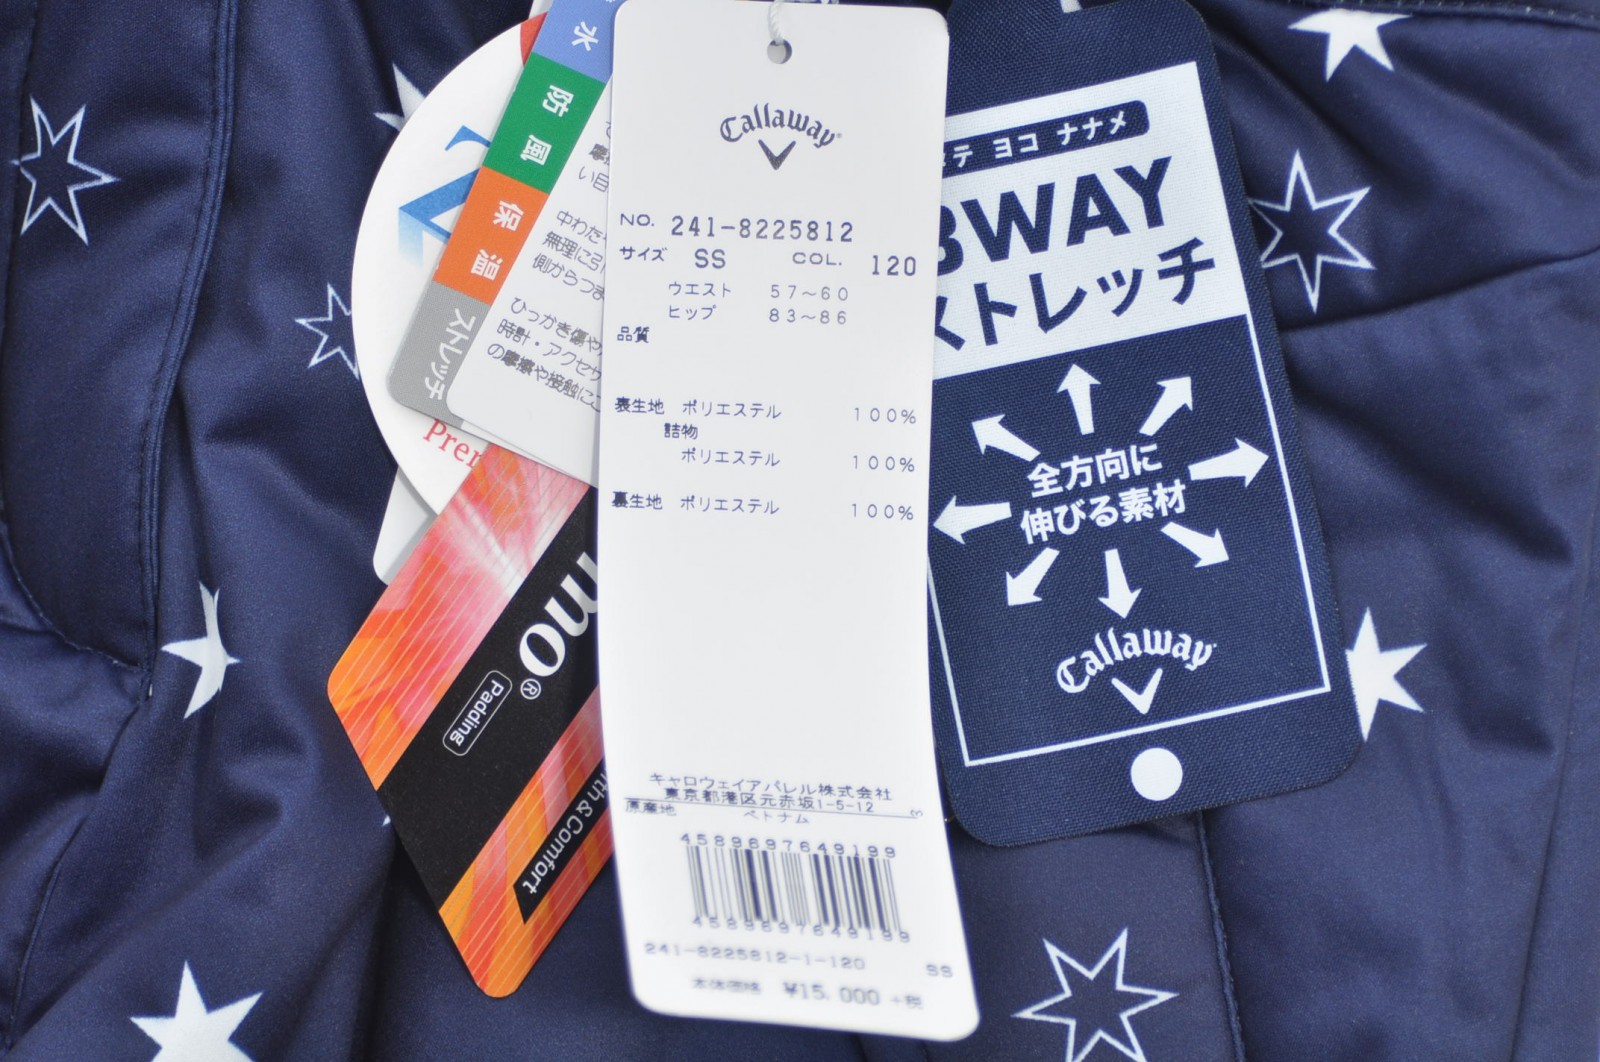 Callaway
NO. 241-8225812
サイズ SS COL. 120
ウエスト 57～60
ヒップ 83～86
品質
表生地 ポリエステル 100%
詰物
ポリエステル 100%
裏生地 ポリエステル 100%
キャロウェイアパレル株式会社
東京都港区元赤坂1-5-12
原産地 ベトナム
4589697649199
4589697649199
241-8225812-1-120 SS
本体価格 ¥15,000 +税
ヨコ ナナメ
3WAY
ストレッチ
全方向に
伸びる素材
Callaway
水
防風
保温
ストレッチ
中わた
無理に引
側からつま
ひっかき傷や
時計・アクセサ
の摩擦や接触に
Padding
& Comfort